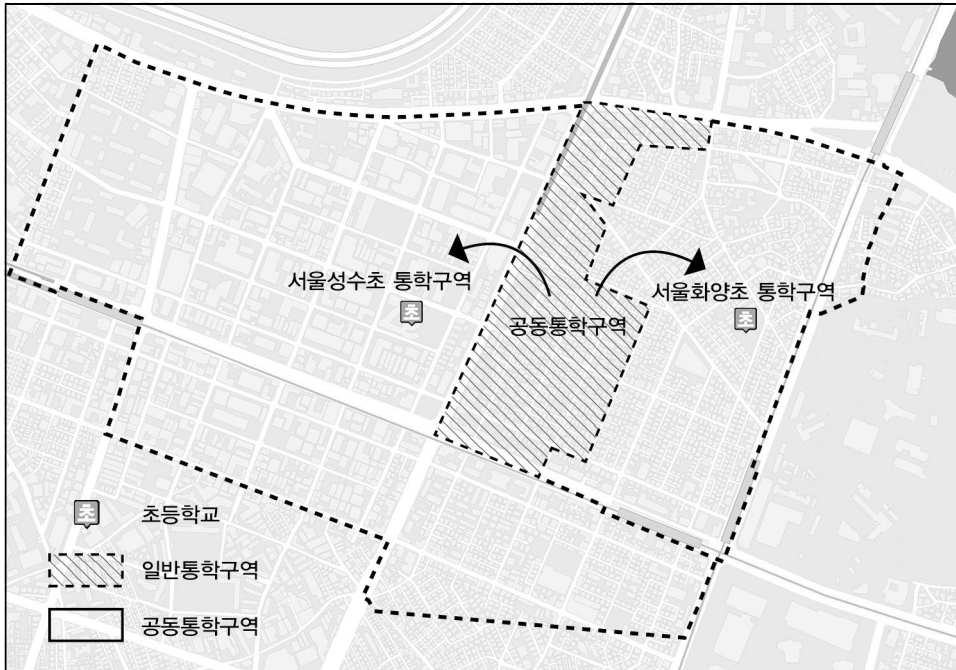 서울성수초 통학구역
초
서울화양초 통학구역
초
공동통학구역
초 초등학교
일반통학구역
공동통학구역